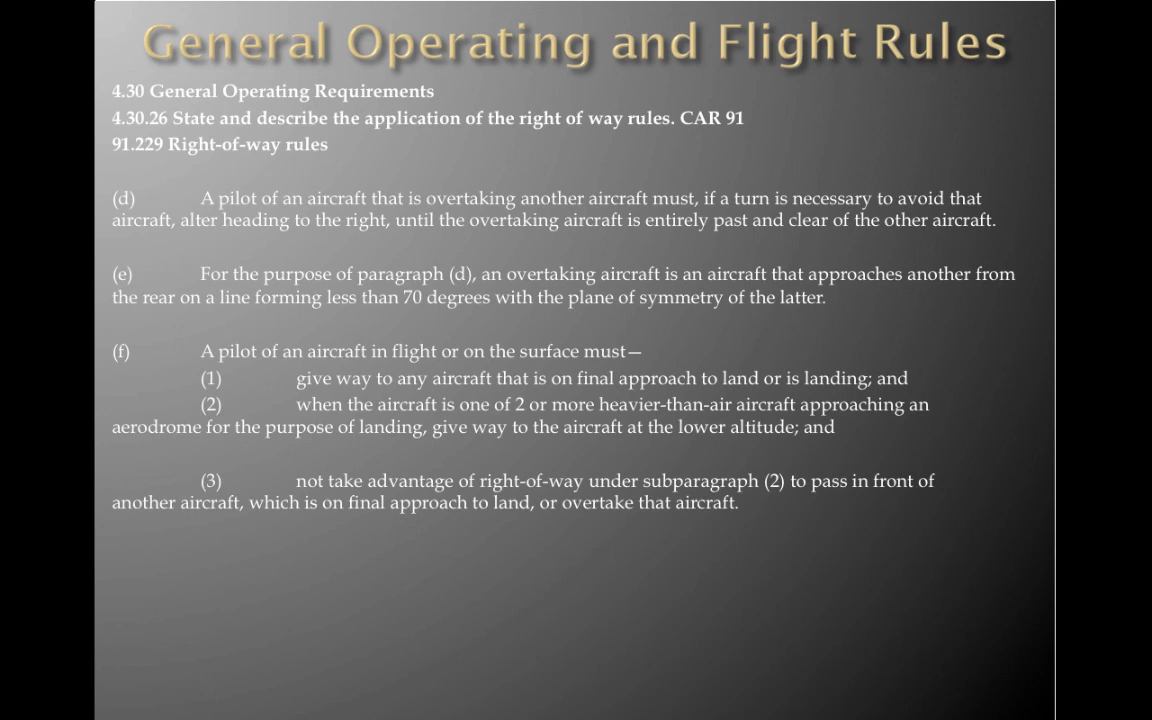 General Operating and Flight Rules
4.30 General Operating Requirements
4.30.26 State and describe the application of the right of way rules. CAR 91
91.229 Right-of-way rules
(d) A pilot of an aircraft that is overtaking another aircraft must, if a turn is necessary to avoid that
aircraft, alter heading to the right, until the overtaking aircraft is entirely past and clear of the other aircraft.
(e) For the purpose of paragraph (d), an overtaking aircraft is an aircraft that approaches another from
the rear on a line forming less than 70 degrees with the plane of symmetry of the latter.
(f) A pilot of an aircraft in flight or on the surface must—
(1) give way to any aircraft that is on final approach to land or is landing; and
(2) when the aircraft is one of 2 or more heavier-than-air aircraft approaching an
aerodrome for the purpose of landing, give way to the aircraft at the lower altitude; and
(3) not take advantage of right-of-way under subparagraph (2) to pass in front of
another aircraft, which is on final approach to land, or overtake that aircraft.